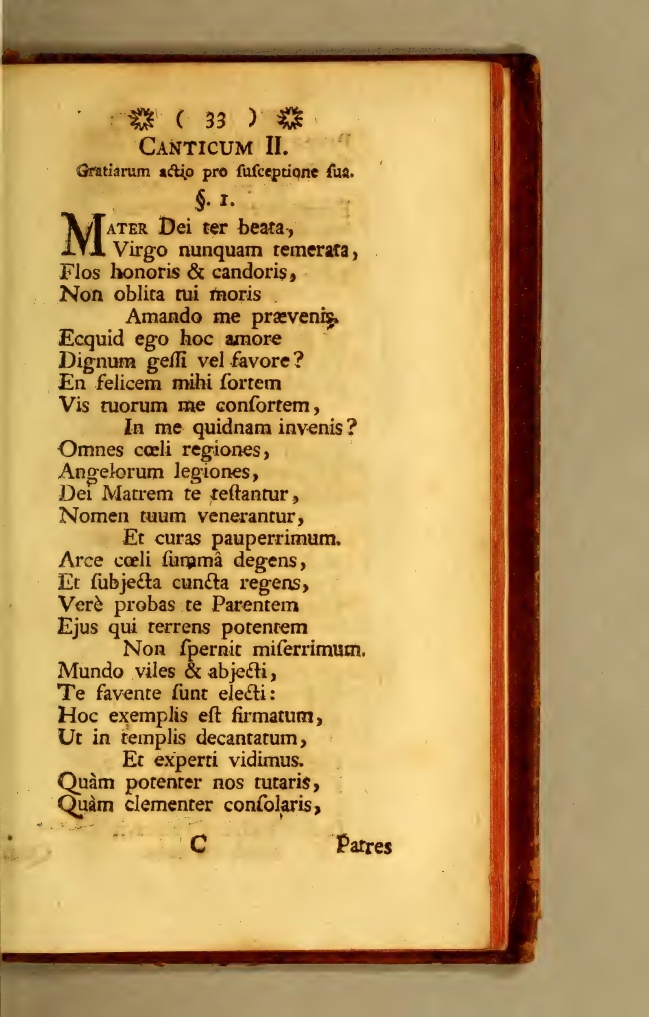 ( 33 )
CANTICUM II.
Gratiarum actio pro ſuſceptione ſua.
§. 1.
MATER Dei ter beata,
Virgo nunquam temerata,
Flos honoris & candoris,
Non oblita tui moris
Amando me prævenis.
Ecquid ego hoc amore
Dignum geſſi vel favore?
En felicem mihi ſortem
Vis tuorum me conſortem,
In me quidnam invenis?
Omnes cœli regiones,
Angelorum legiones,
Dei Matrem te teſtantur,
Nomen tuum venerantur,
Et curas pauperrimum.
Arce cœli ſummâ degens,
Et ſubjecta cuncta regens,
Verè probas te Parentem
Ejus qui terrens potentem
Non ſpernit miſerrimum.
Mundo viles & abjecti,
Te favente ſunt electi:
Hoc exemplis eſt firmatum,
Ut in templis decantatum,
Et experti vidimus.
Quàm potenter nos tutaris,
Quàm clementer conſolaris,
C Patres